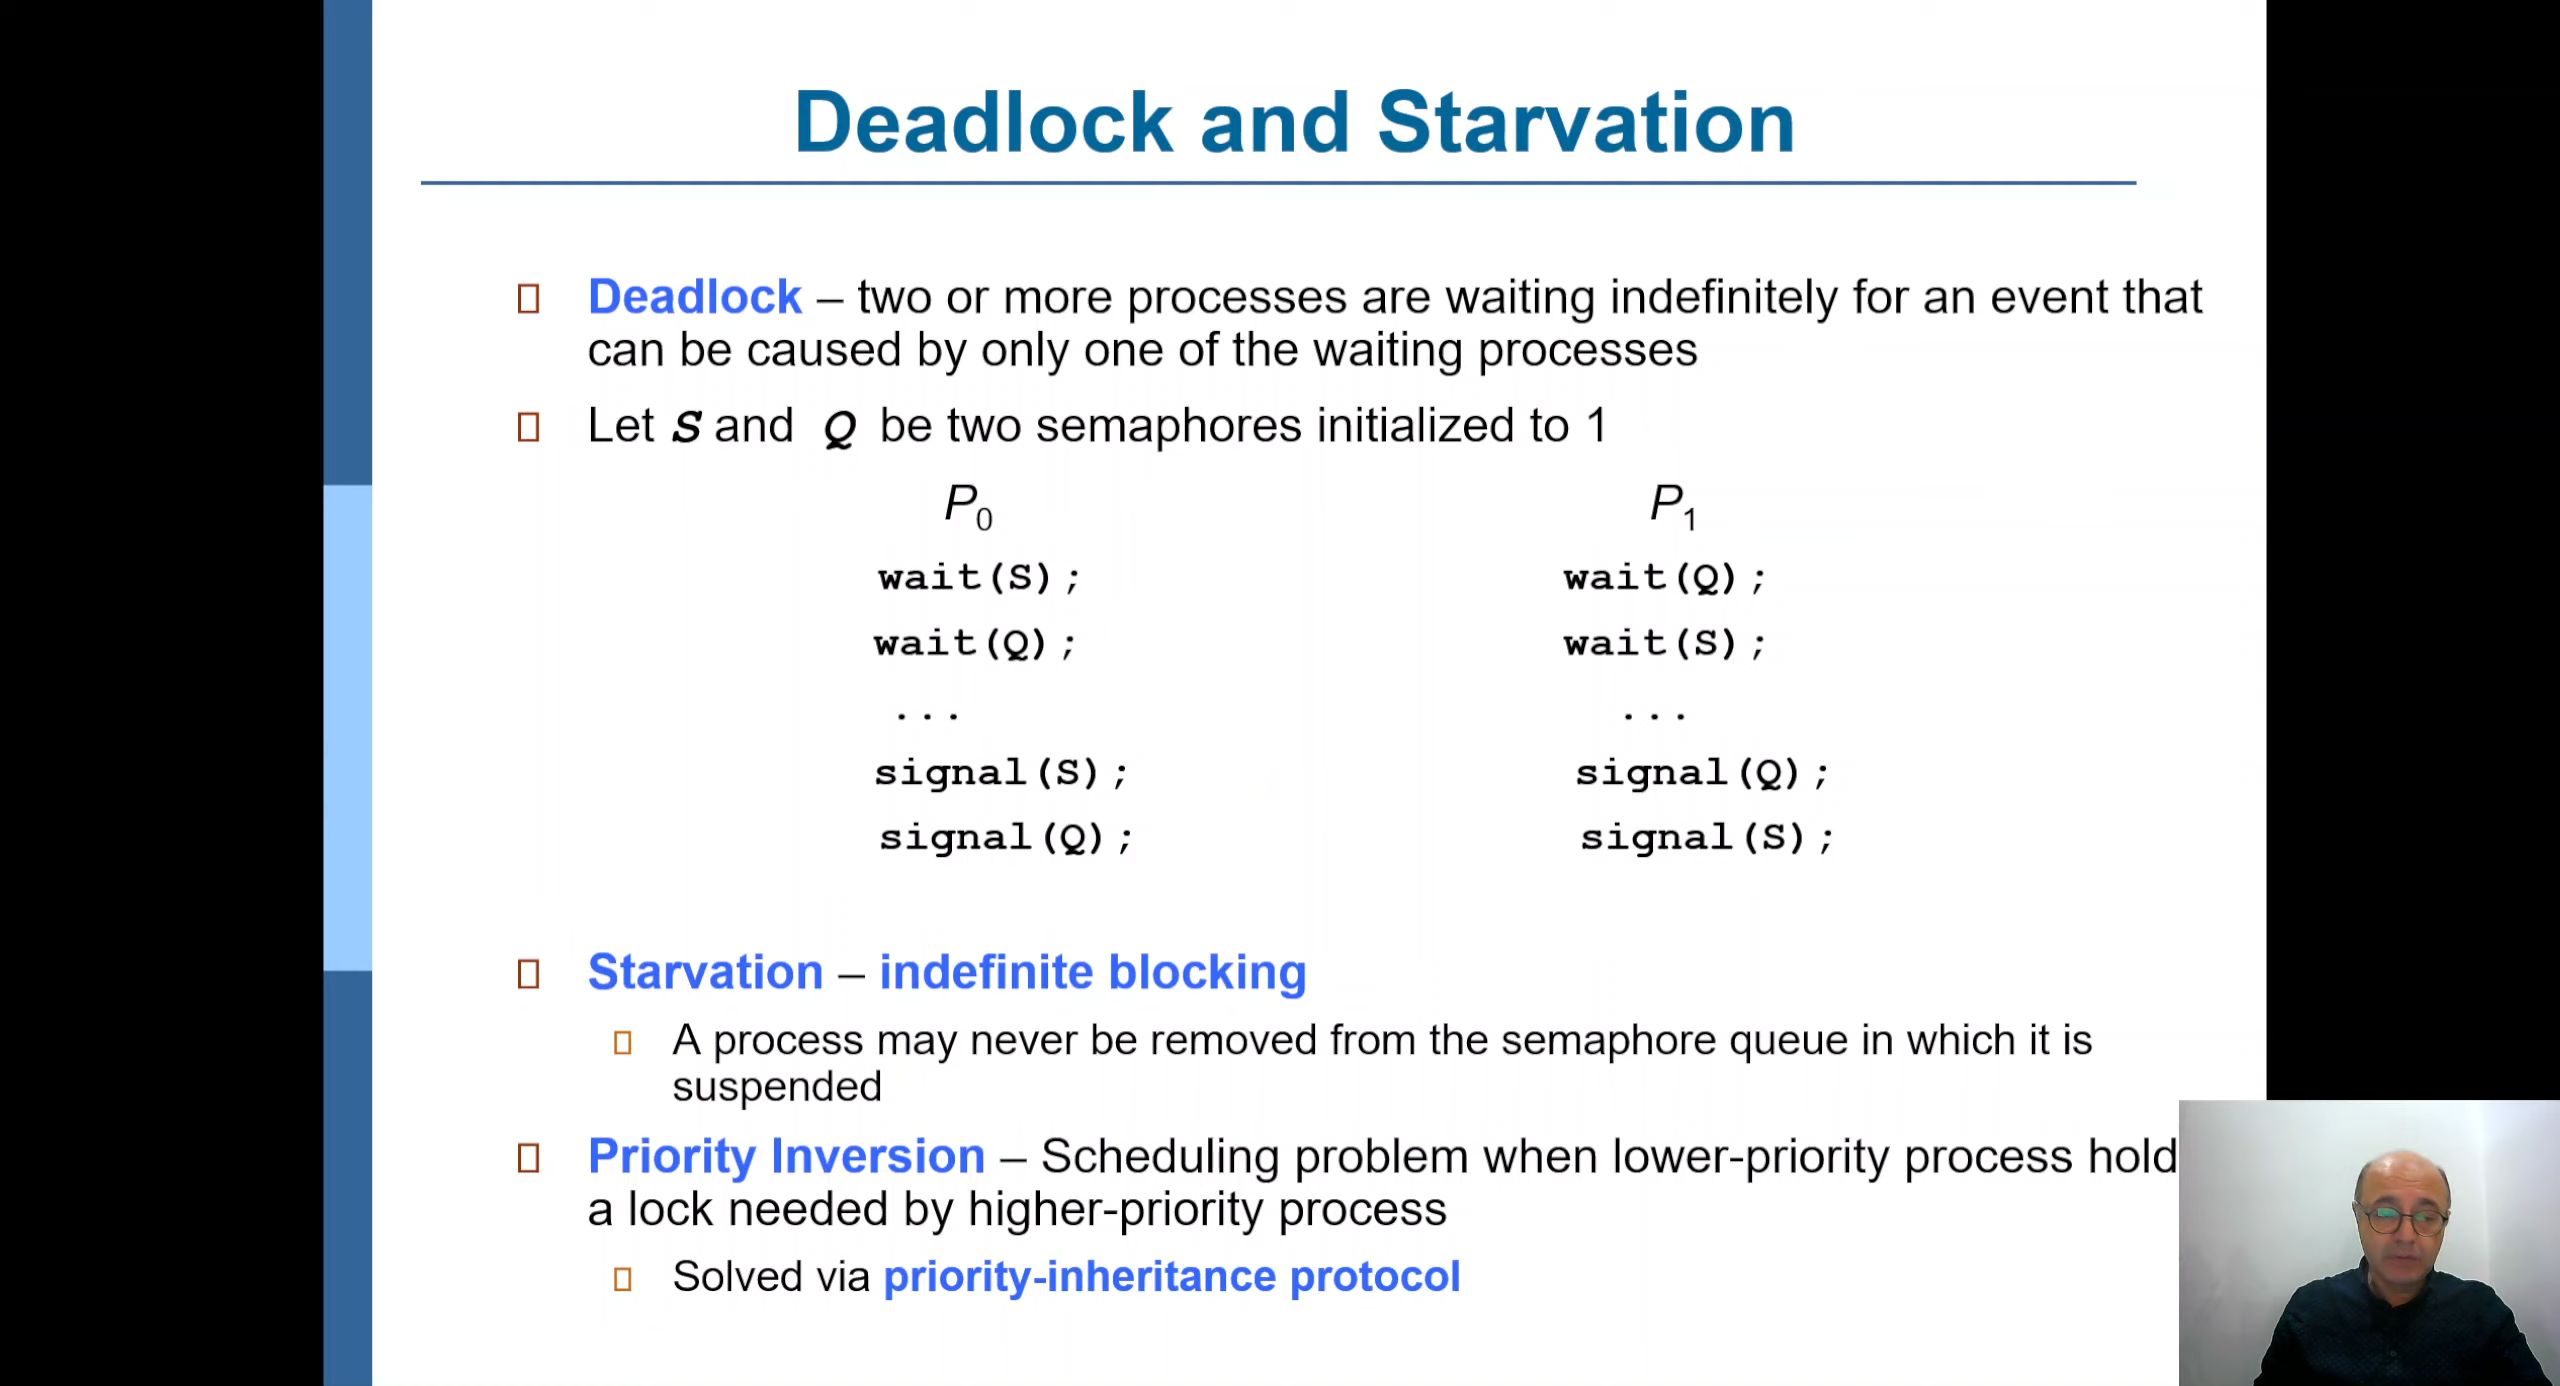 Deadlock and Starvation
Deadlock – two or more processes are waiting indefinitely for an event that
can be caused by only one of the waiting processes
Let S and Q be two semaphores initialized to 1
P0 P1
wait(S); wait(Q);
wait(Q); wait(S);
... ...
signal(S); signal(Q);
signal(Q); signal(S);
Starvation – indefinite blocking
A process may never be removed from the semaphore queue in which it is
suspended
Priority Inversion – Scheduling problem when lower-priority process hold
a lock needed by higher-priority process
Solved via priority-inheritance protocol